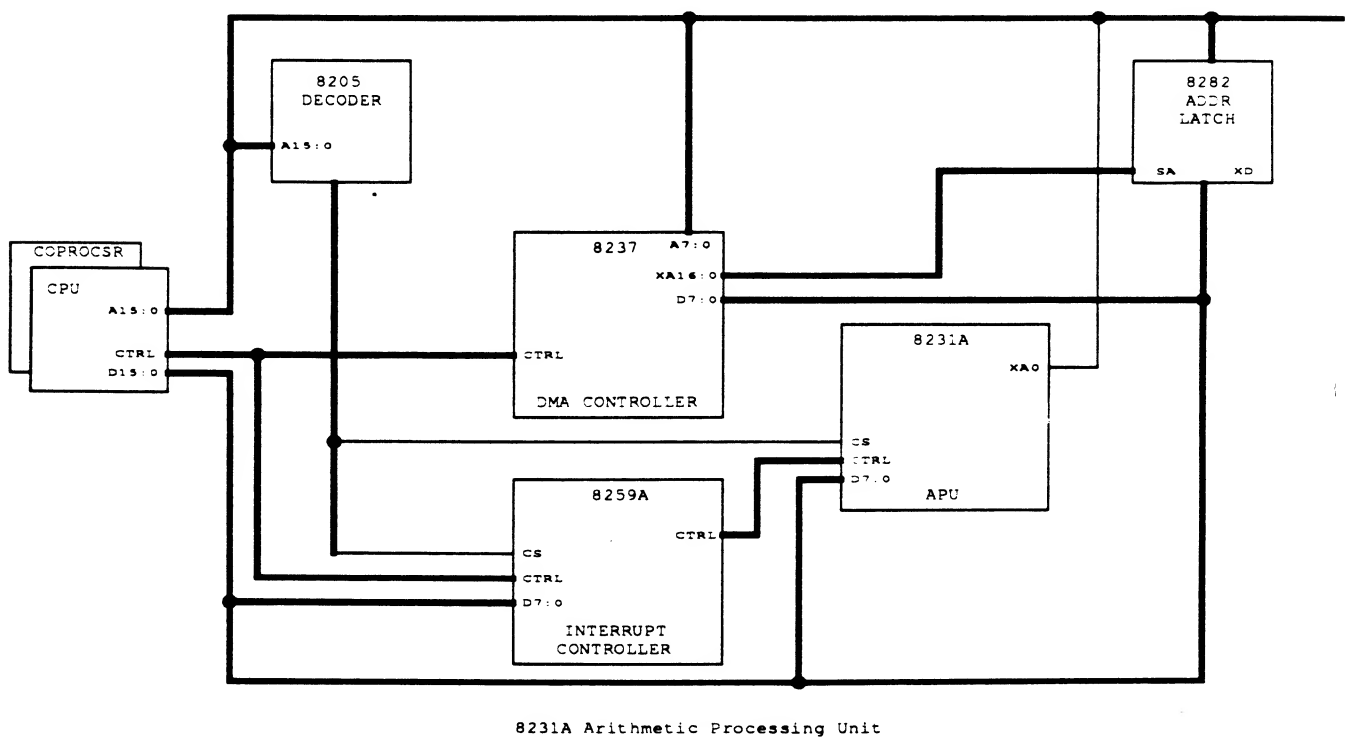 8205
DECODER
A15:0
8282
ADDR
LATCH
SA XD
COPROCSR
CPU
A15:0
CTRL
D15:0
8237
A7:0
XA16:0
D7:0
CTRL
DMA CONTROLLER
8231A
XA0
CS
CTRL
D7:0
APU
8259A
CTRL
CS
CTRL
D7:0
INTERRUPT
CONTROLLER
8231A Arithmetic Processing Unit